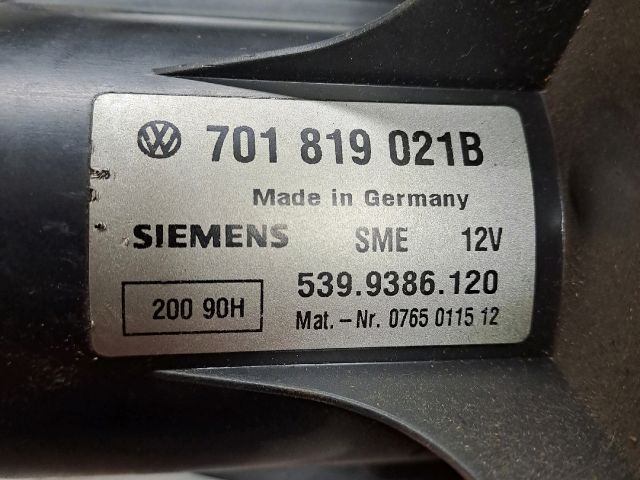 VW 701 819 021B
Made in Germany
SIEMENS SME 12V
539.9386.120
200 90H
Mat. - Nr. 0765 0115 12